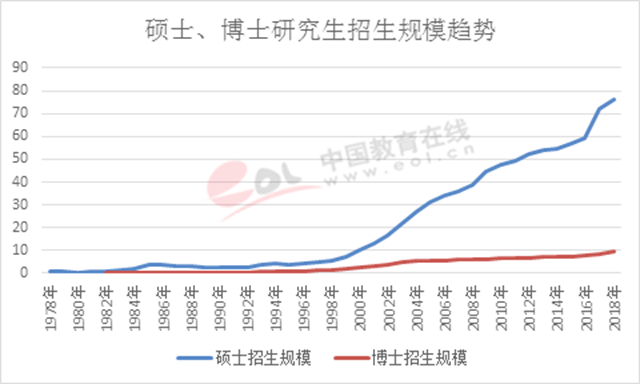 硕士、博士研究生招生规模趋势
90
80
70
60
50
40
30
20
10
0
eOL 中国教育在线
www.eol.cn
1978年
1980年
1982年
1984年
1986年
1988年
1990年
1992年
1994年
1996年
1998年
2000年
2002年
2004年
2006年
2008年
2010年
2012年
2014年
2016年
2018年
硕士招生规模 博士招生规模